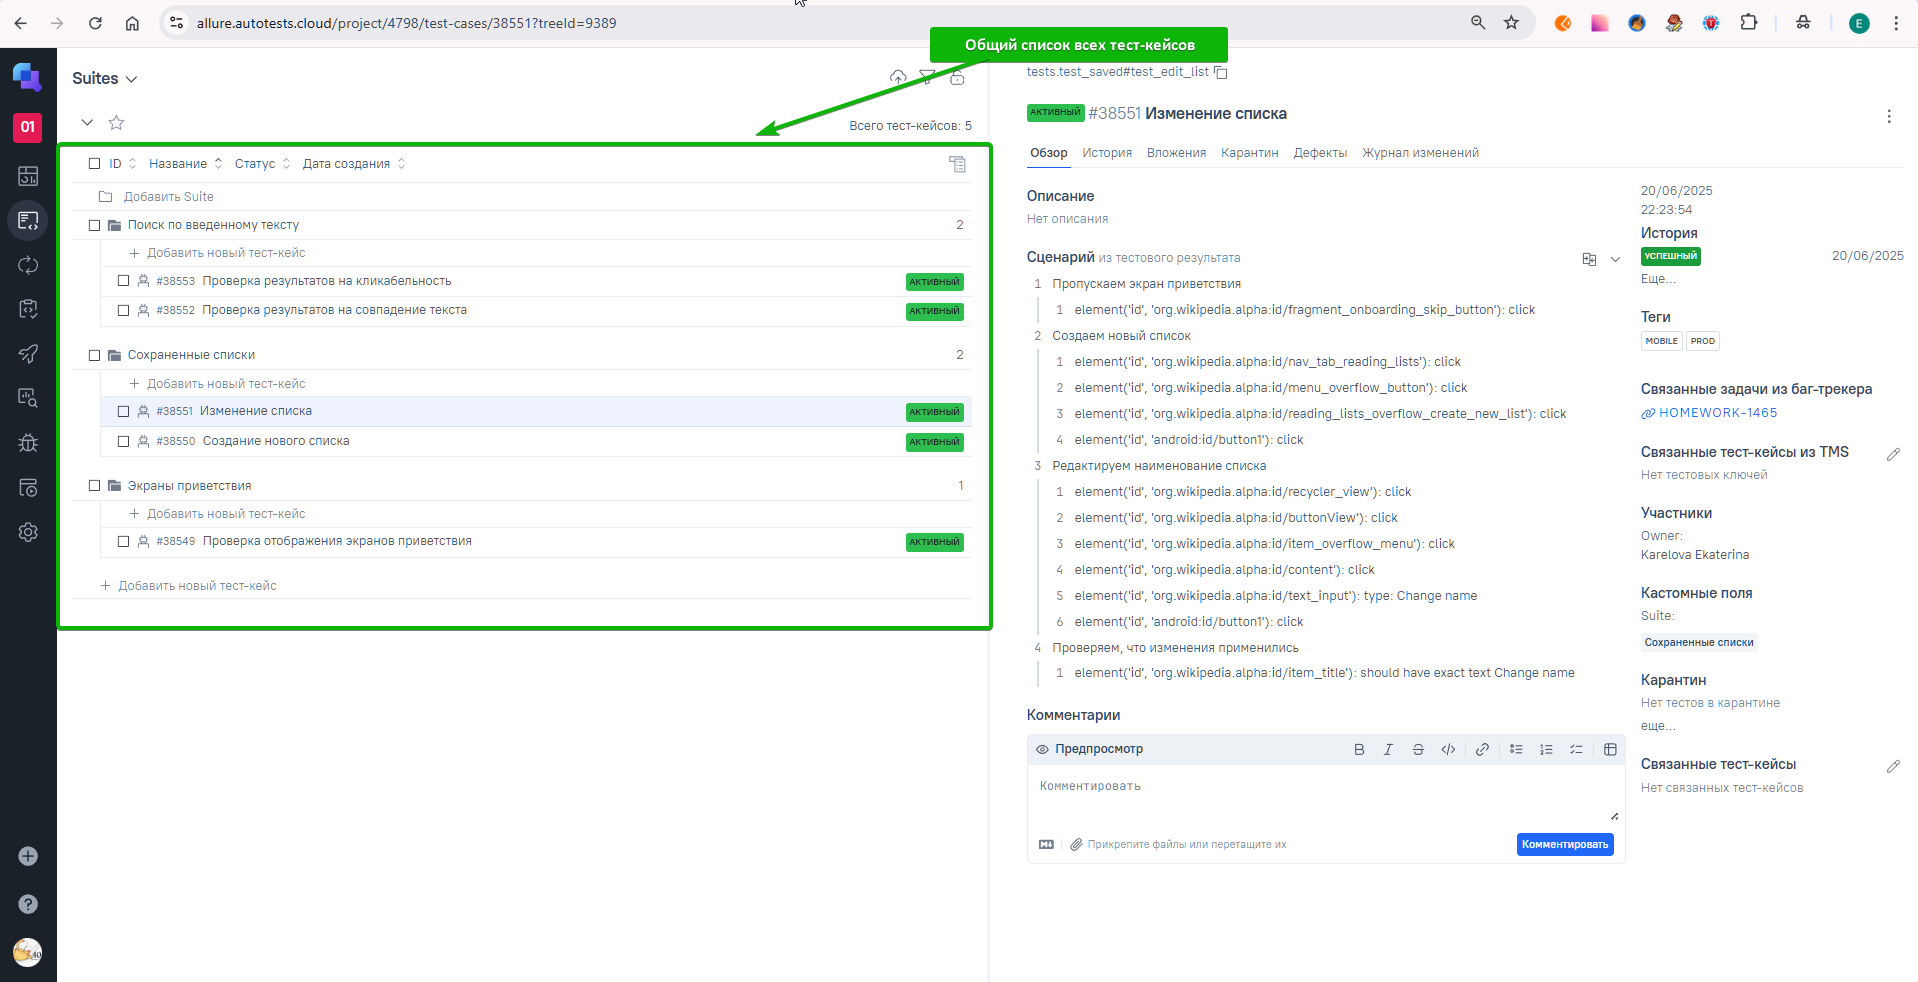 allure.autotests.cloud/project/4798/test-cases/38551?treeId=9389
E
Общий список всех тест-кейсов
01
Suites
Всего тест-кейсов: 5
ID Название Статус Дата создания
Добавить Suite
Поиск по введенному тексту 2
Добавить новый тест-кейс
#38553 Проверка результатов на кликабельность АКТИВНЫЙ
#38552 Проверка результатов на совпадение текста АКТИВНЫЙ
Сохраненные списки 2
Добавить новый тест-кейс
#38551 Изменение списка АКТИВНЫЙ
#38550 Создание нового списка АКТИВНЫЙ
Экраны приветствия 1
Добавить новый тест-кейс
#38549 Проверка отображения экранов приветствия АКТИВНЫЙ
Добавить новый тест-кейс
tests.test_saved#test_edit_list
АКТИВНЫЙ #38551 Изменение списка
Обзор История Вложения Карантин Дефекты Журнал изменений
Описание
Нет описания
Сценарий из тестового результата
1 Пропускаем экран приветствия
1 element('id', 'org.wikipedia.alpha:id/fragment_onboarding_skip_button'): click
2 Создаем новый список
1 element('id', 'org.wikipedia.alpha:id/nav_tab_reading_lists'): click
2 element('id', 'org.wikipedia.alpha:id/menu_overflow_button'): click
3 element('id', 'org.wikipedia.alpha:id/reading_lists_overflow_create_new_list'): click
4 element('id', 'android:id/button1'): click
3 Редактируем наименование списка
1 element('id', 'org.wikipedia.alpha:id/recycler_view'): click
2 element('id', 'org.wikipedia.alpha:id/buttonView'): click
3 element('id', 'org.wikipedia.alpha:id/item_overflow_menu'): click
4 element('id', 'org.wikipedia.alpha:id/content'): click
5 element('id', 'org.wikipedia.alpha:id/text_input'): type: Change name
6 element('id', 'android:id/button1'): click
4 Проверяем, что изменения применились
1 element('id', 'org.wikipedia.alpha:id/item_title'): should have exact text Change name
Комментарии
Предпросмотр
Комментировать
Прикрепите файлы или перетащите их
Комментировать
20/06/2025
22:23:54
История
УСПЕШНЫЙ 20/06/2025
Еще...
Теги
MOBILE PROD
Связанные задачи из баг-трекера
HOMEWORK-1465
Связанные тест-кейсы из TMS
Нет тестовых ключей
Участники
Owner:
Karelova Ekaterina
Кастомные поля
Suite:
Сохраненные списки
Карантин
Нет тестов в карантине
еще...
Связанные тест-кейсы
Нет связанных тест-кейсов